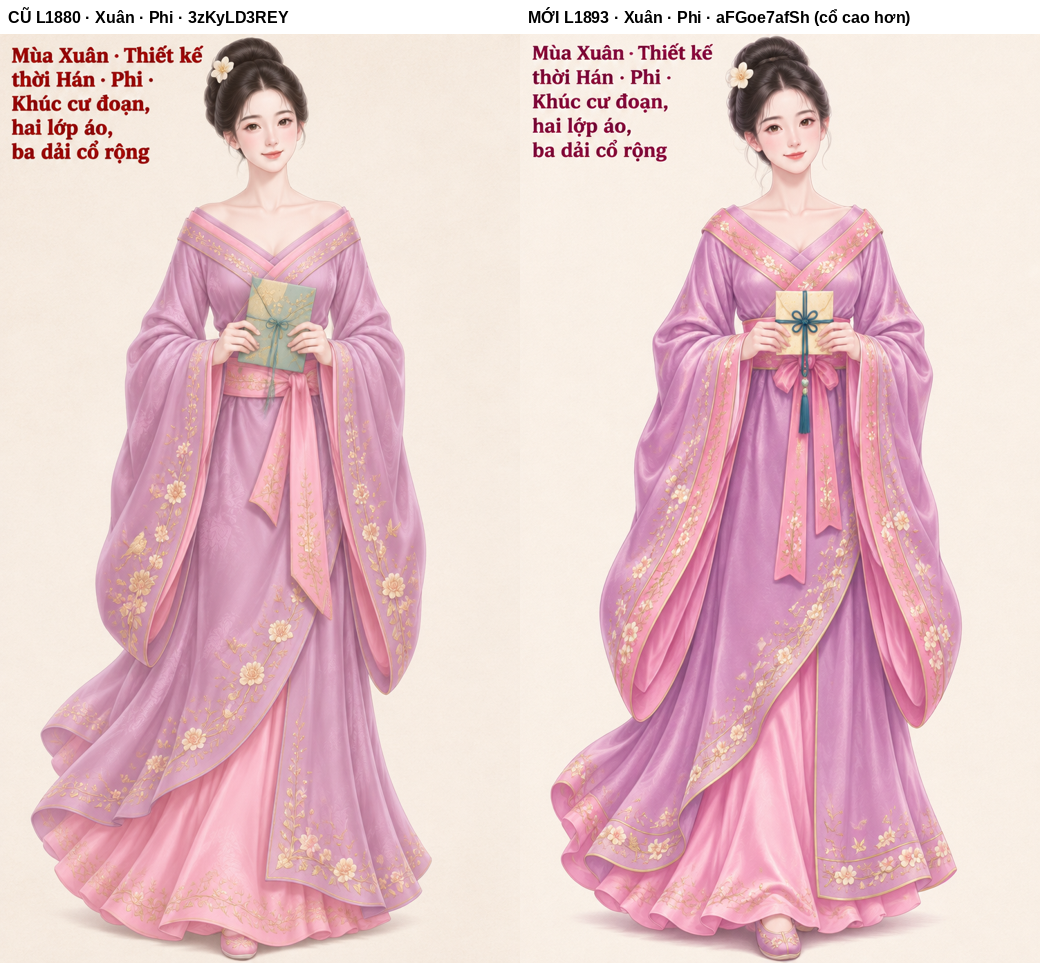 CŨ L1880 · Xuân · Phi · 3zKyLD3REY
MỚI L1893 · Xuân · Phi · aFGoe7afSh (cổ cao hơn)
Mùa Xuân · Thiết kế
thời Hán · Phi ·
Khúc cư đoạn,
hai lớp áo,
ba dải cổ rộng
Mùa Xuân · Thiết kế
thời Hán · Phi ·
Khúc cư đoạn,
hai lớp áo,
ba dải cổ rộng